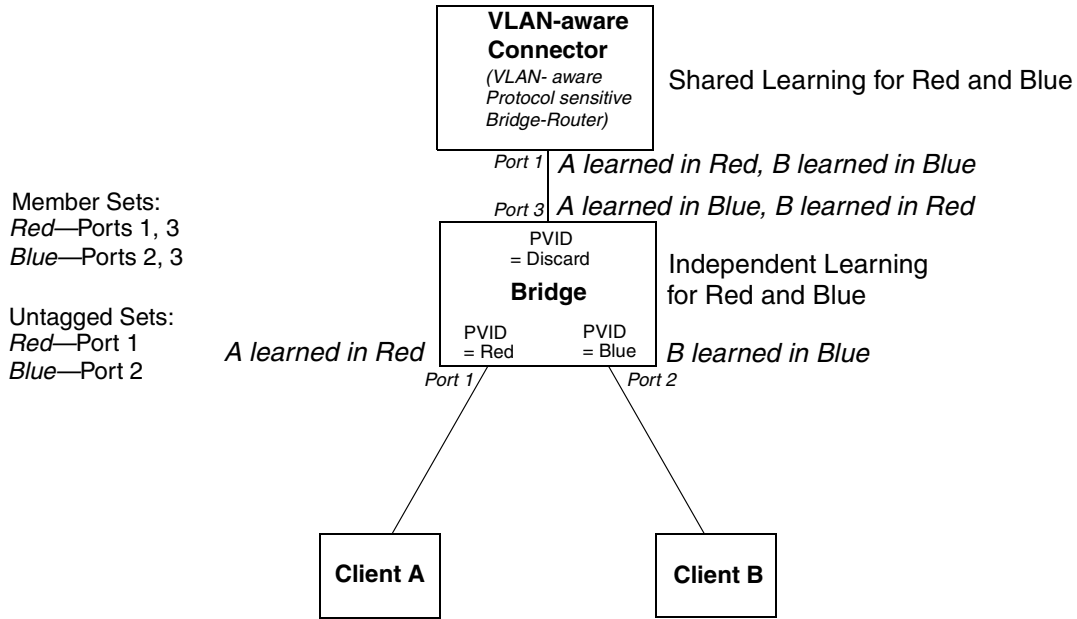 VLAN-aware
Connector
(VLAN- aware
Protocol sensitive
Bridge-Router)
Shared Learning for Red and Blue
Port 1
A learned in Red, B learned in Blue
Member Sets:
Red—Ports 1, 3
Blue—Ports 2, 3
Port 3
A learned in Blue, B learned in Red
PVID
= Discard
Bridge
Independent Learning
for Red and Blue
Untagged Sets:
Red—Port 1
Blue—Port 2
A learned in Red
PVID
= Red
PVID
= Blue
B learned in Blue
Port 1
Port 2
Client A
Client B